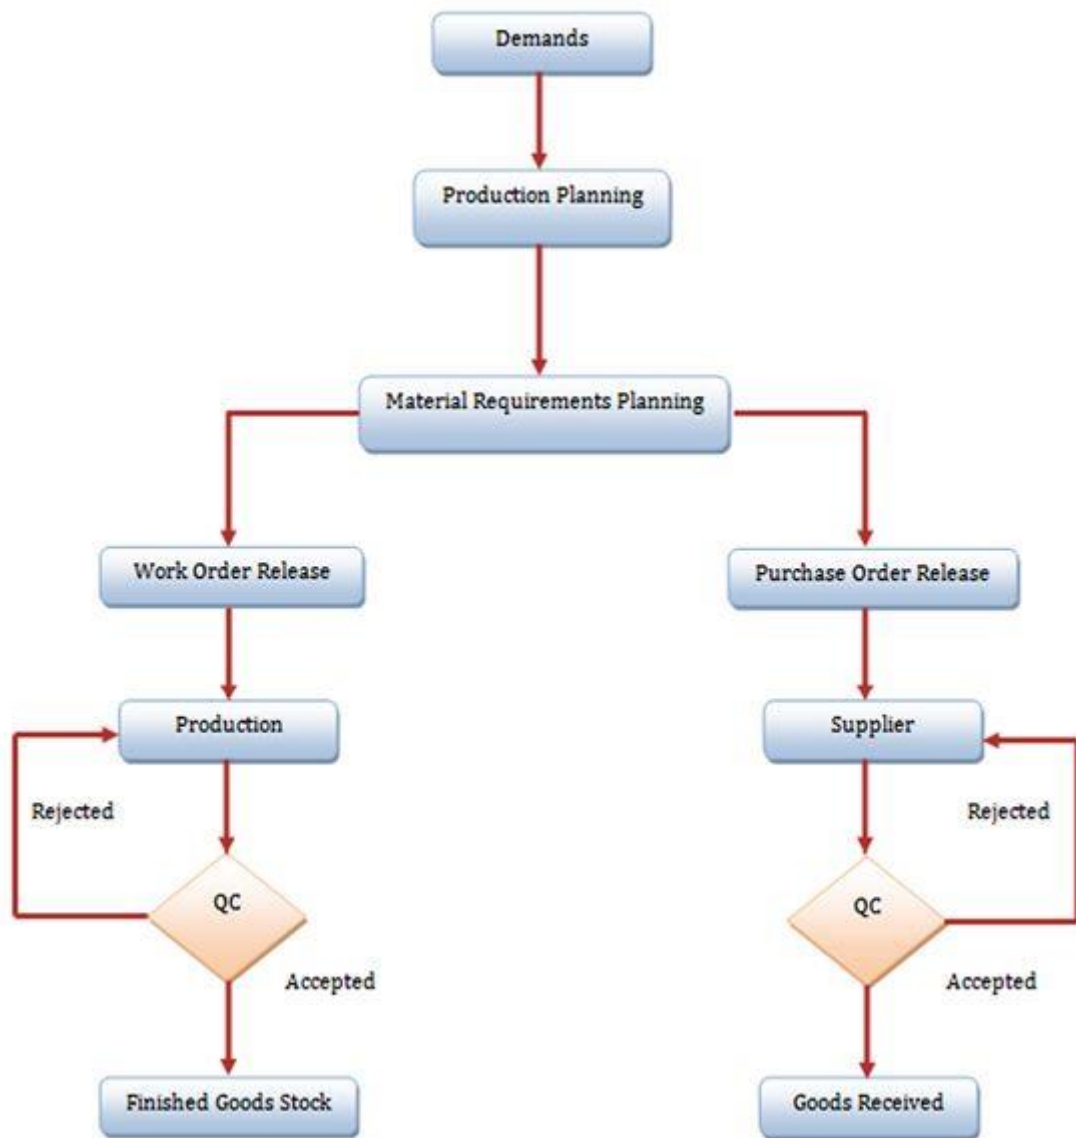 Demands
Production Planning
Material Requirements Planning
Work Order Release
Purchase Order Release
Production
Supplier
Rejected
Rejected
QC
QC
Accepted
Accepted
Finished Goods Stock
Goods Received